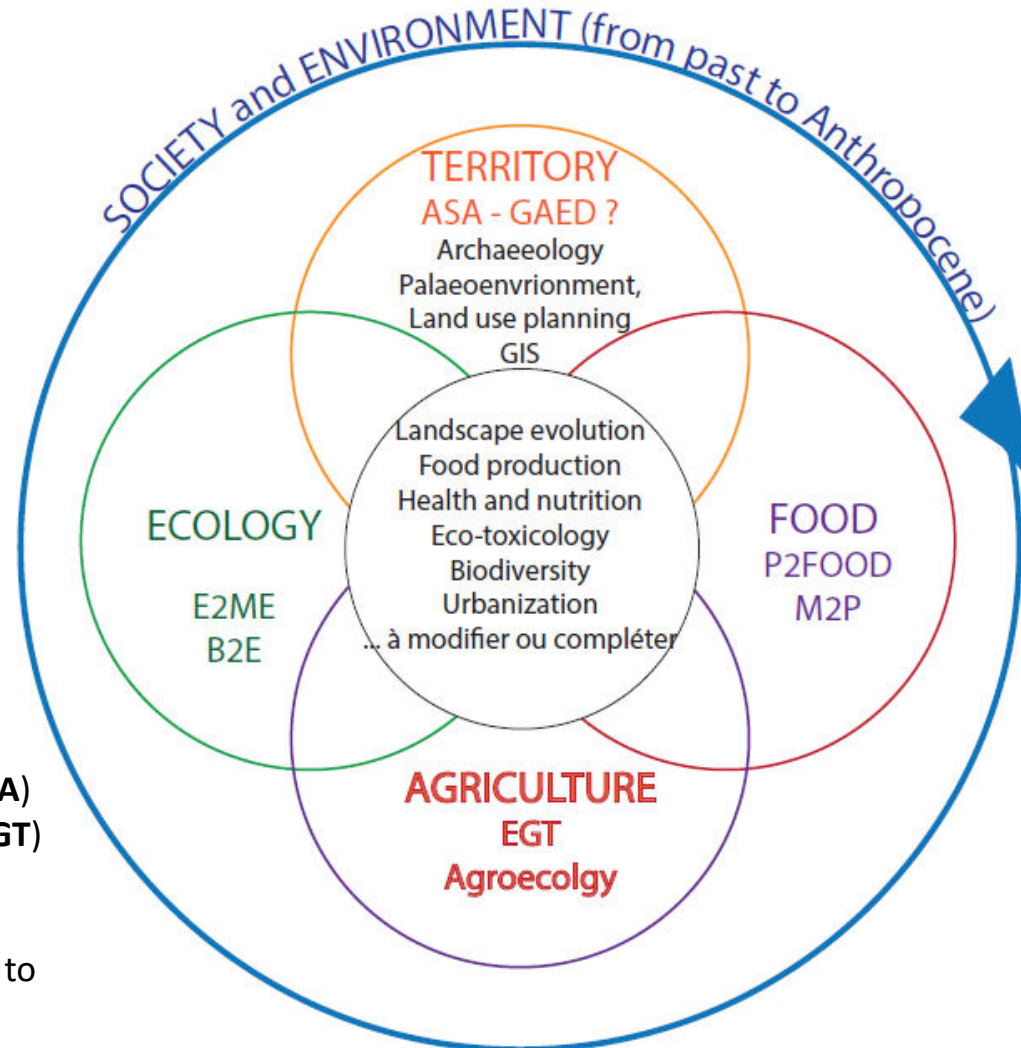 SOCIETY and ENVIRONMENT (from past to Anthropocene)
TERRITORY
ASA - GAED ?
Archaeeology
Palaeoenvrionment,
Land use planning
GIS
Landscape evolution
Food production
Health and nutrition
Eco-toxicology
Biodiversity
Urbanization
... à modifier ou compléter
ECOLOGY
E2ME
B2E
FOOD
P2FOOD
M2P
AGRICULTURE
EGT
Agroecolgy
A)
GT)
to